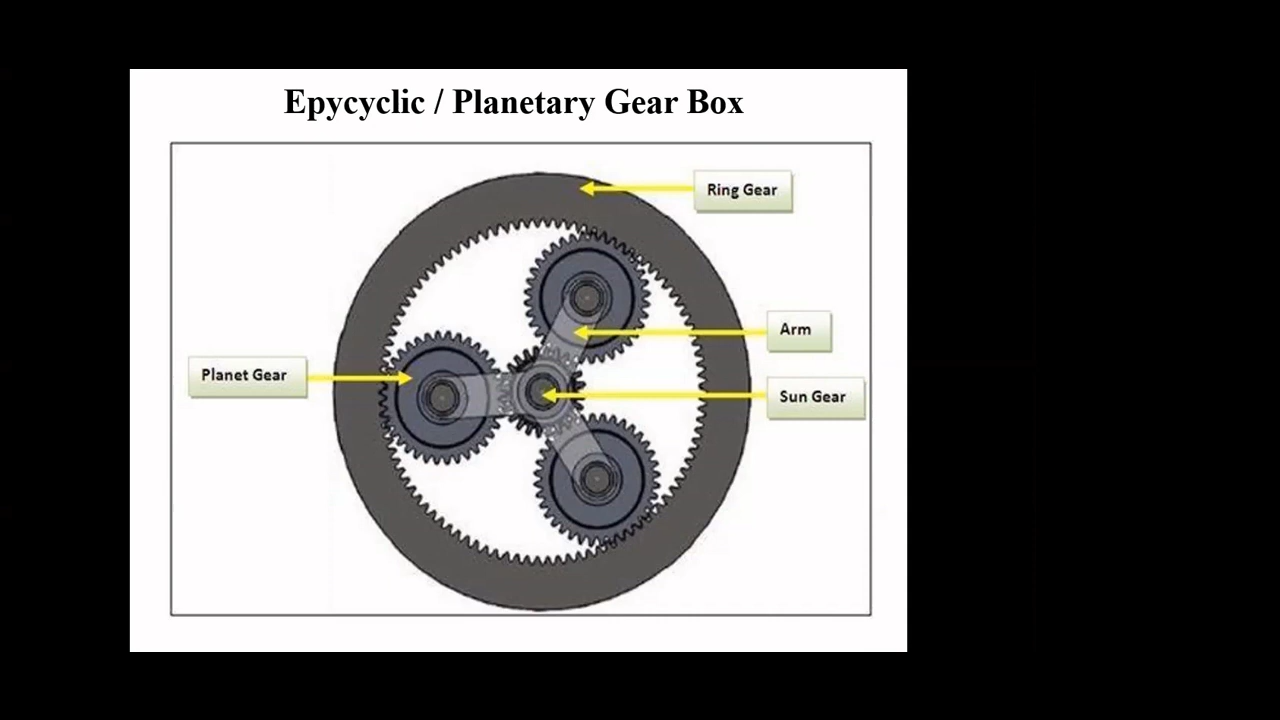 Epycyclic / Planetary Gear Box
Ring Gear
Arm
Planet Gear
Sun Gear